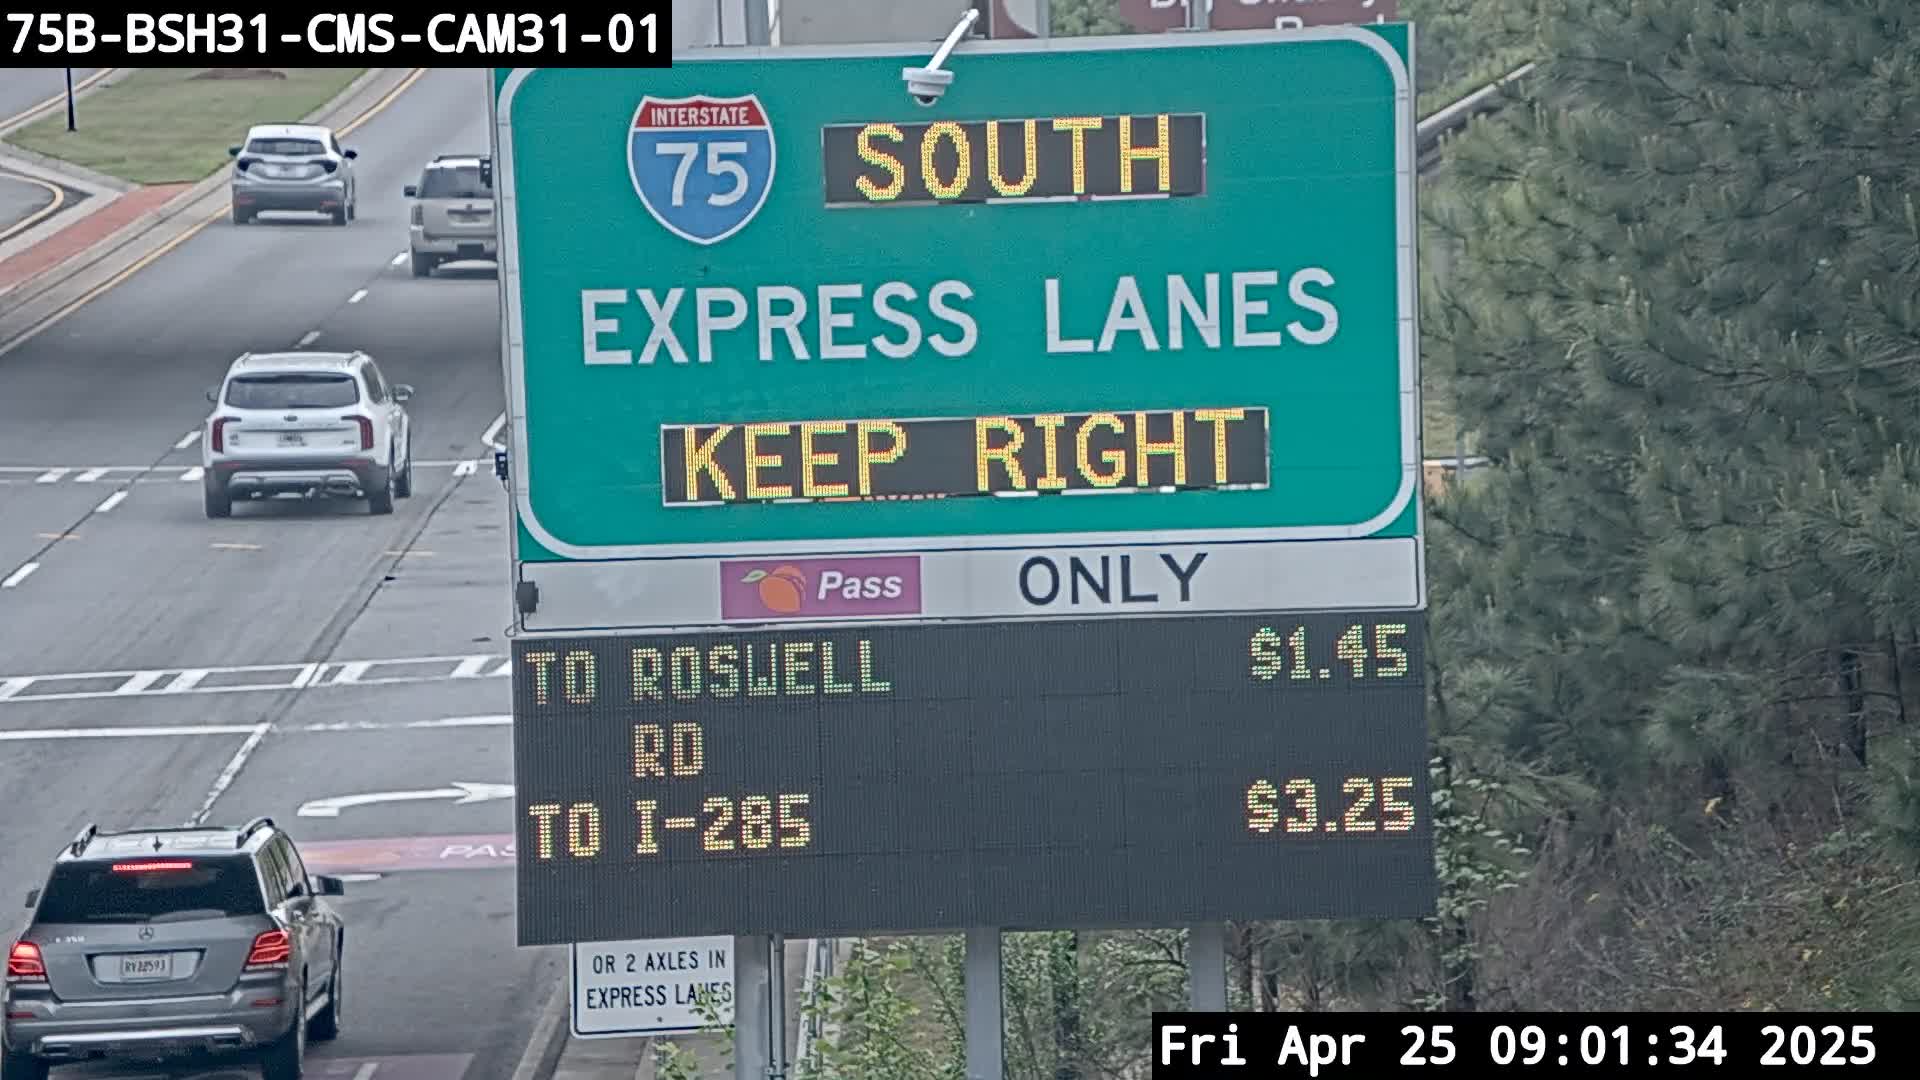 75B-BSH31-CMS-CAM31-01
INTERSTATE
75
SOUTH
EXPRESS LANES
KEEP RIGHT
Pass ONLY
TO ROSWELL $1.45
RD
TO I-285 $3.25
PAS
OR 2 AXLES IN
EXPRESS LANES
Fri Apr 25 09:01:34 2025